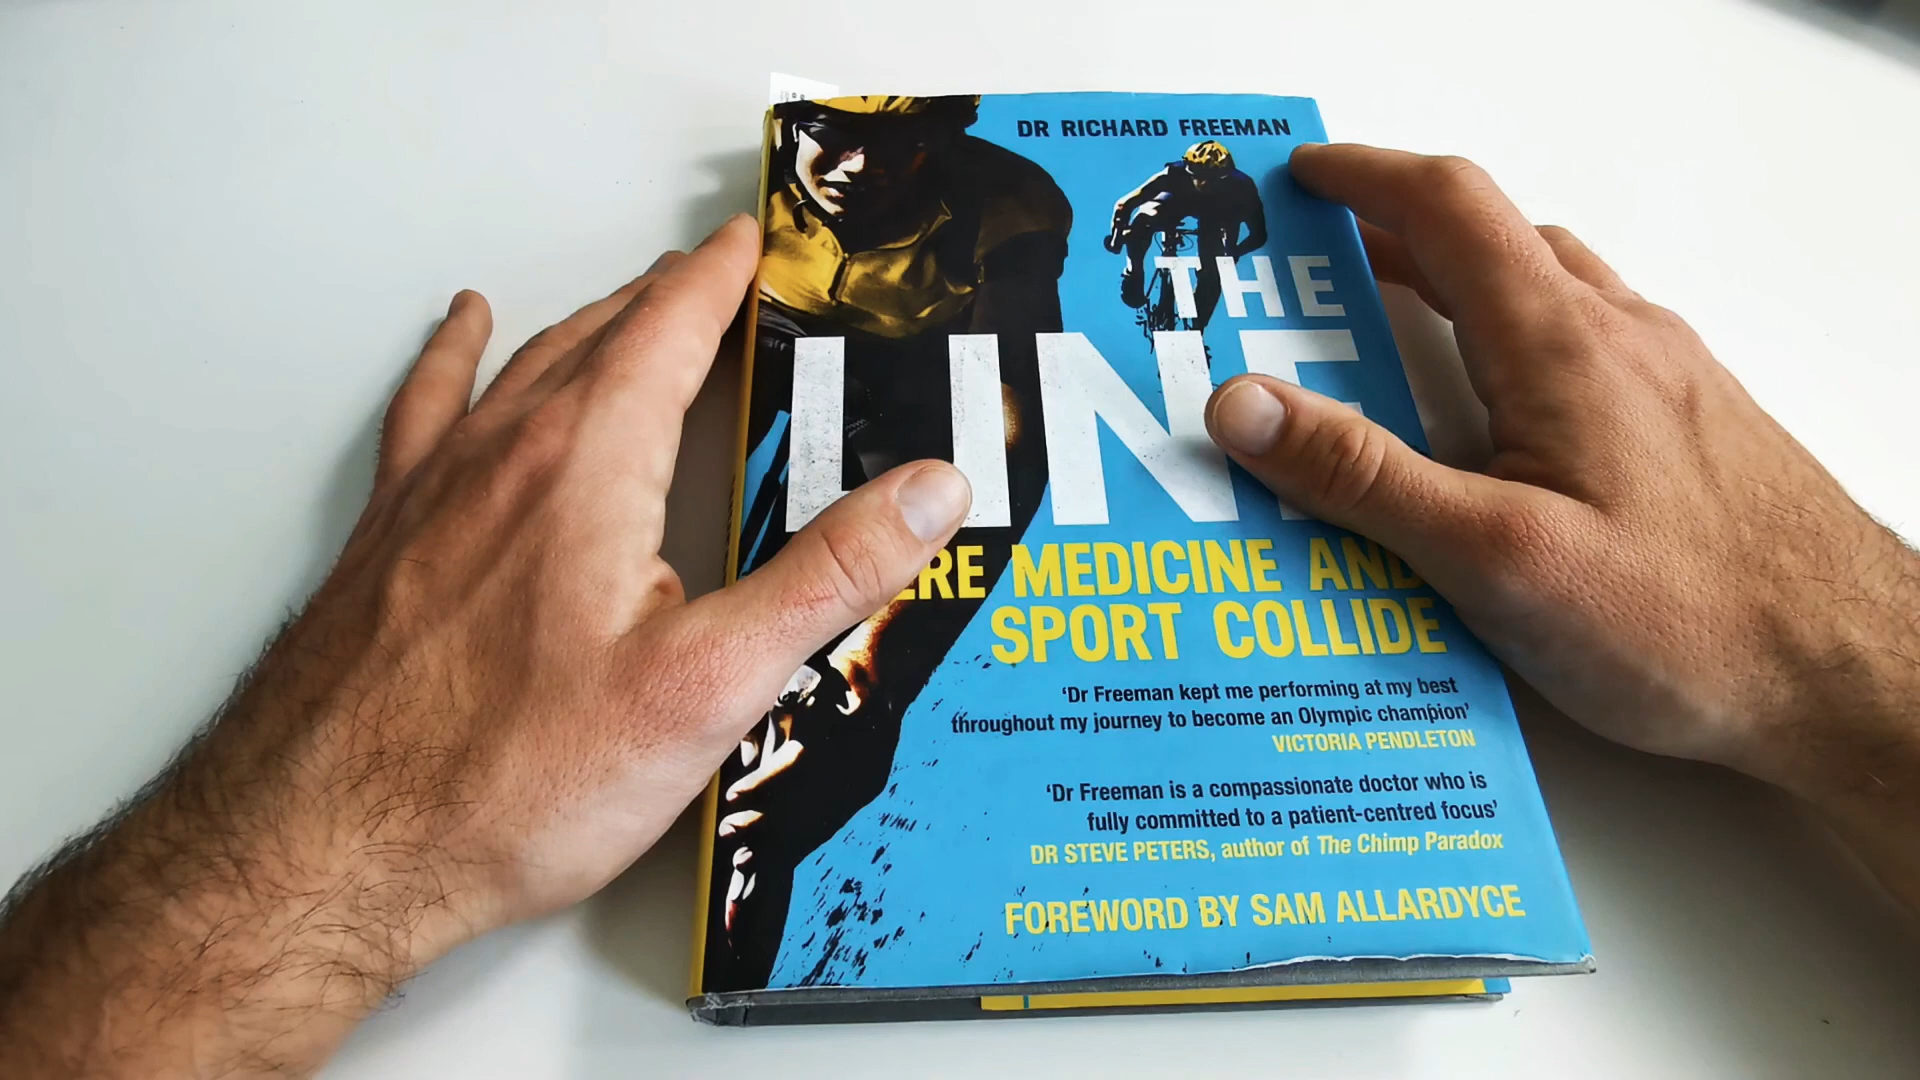 DR RICHARD FREEMAN
THE
LINE
MEDICINE AND
SPORT COLLIDE
‘Dr Freeman kept me performing at my best
throughout my journey to become an Olympic champion’
VICTORIA PENDLETON
‘Dr Freeman is a compassionate doctor who is
fully committed to a patient-centred focus’
DR STEVE PETERS, author of The Chimp Paradox
FOREWORD BY SAM ALLARDYCE